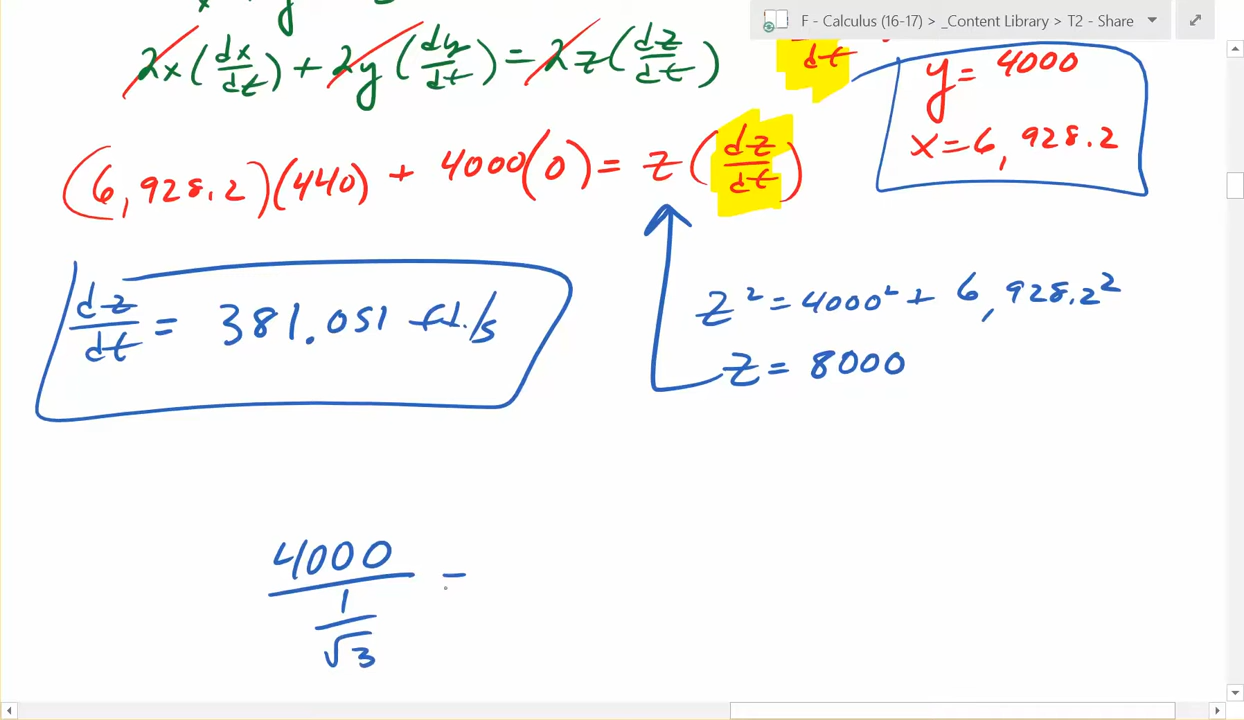 F - Calculus (16-17) > _Content Library > T2 - Share
2x(dx/dt) + 2y(dy/dt) = 2z(dz/dt)
dt
y = 4000
x = 6,928.2
(6,928.2)(440) + 4000(0) = z(dz/dt)
dz/dt = 381.051 ft./s
z² = 4000² + 6,928.2²
z = 8000
4000/(1/√3) =